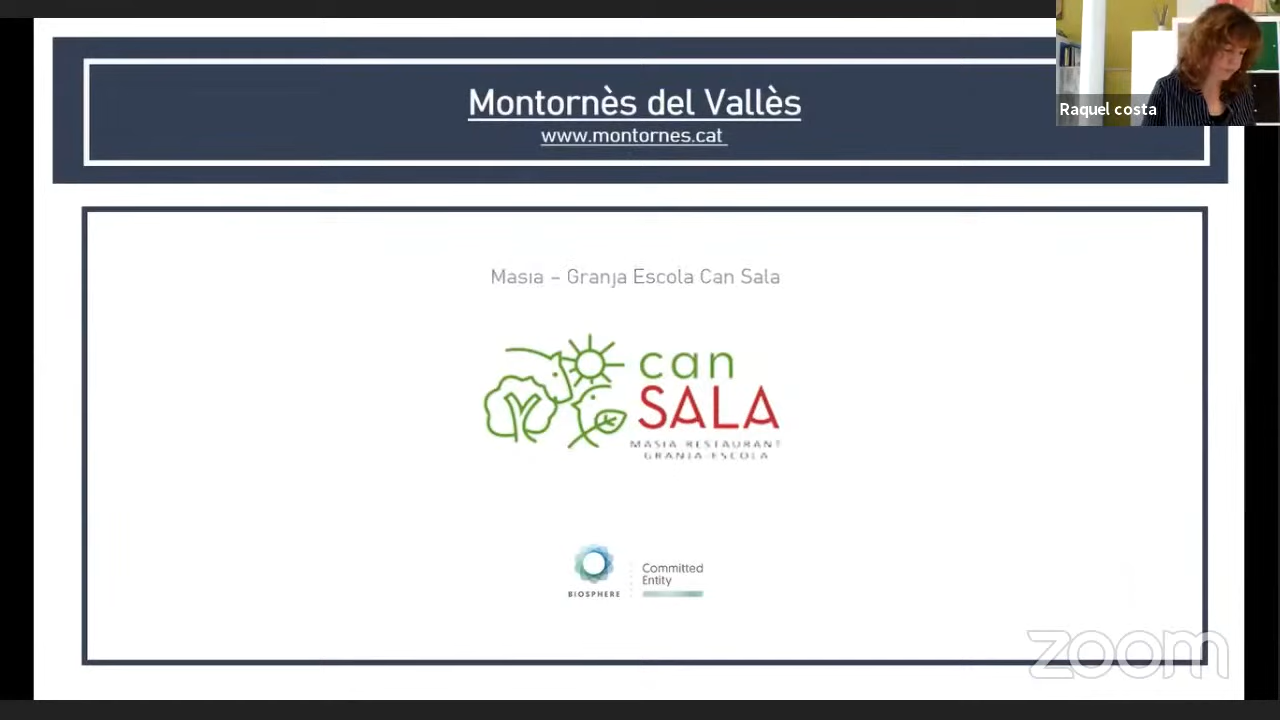 Montornès del Vallès
www.montornes.cat
Raquel costa
Masia – Granja Escola Can Sala
can
SALA
MASIA RESTAURANT
GRANJA-ESCOLA
BIOSPHERE
Committed
Entity
zoom